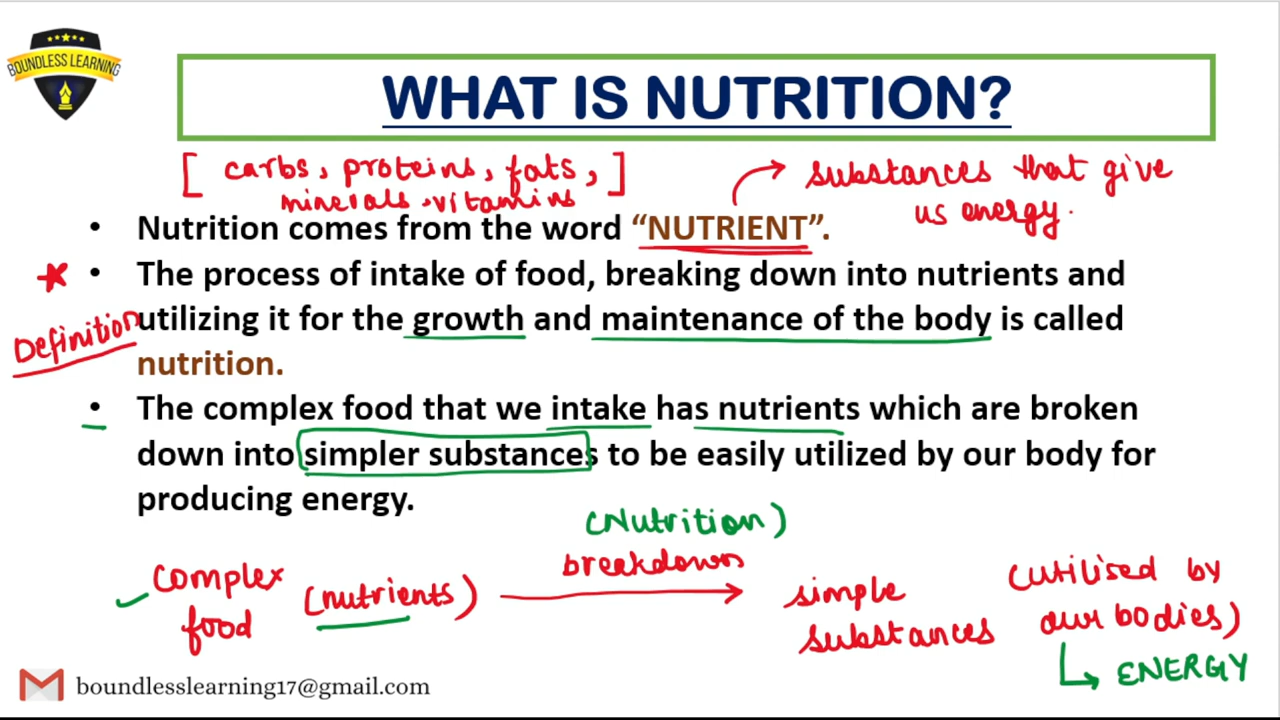 BOUNDLESS LEARNING
WHAT IS NUTRITION?
[ carbs, proteins, fats, ]
minerals, vitamins
substances that give
us energy.
• Nutrition comes from the word “NUTRIENT”.
• The process of intake of food, breaking down into nutrients and
utilizing it for the growth and maintenance of the body is called
nutrition.
Definition
• The complex food that we intake has nutrients which are broken
down into simpler substances to be easily utilized by our body for
producing energy.
(Nutrition)
breakdown
complex
food
(nutrients)
simple
substances
(utilised by
our bodies)
ENERGY
boundlesslearning17@gmail.com